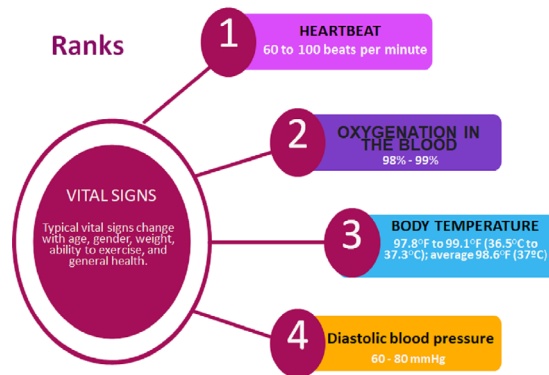 Ranks
1
HEARTBEAT
60 to 100 beats per minute
2
OXYGENATION IN
THE BLOOD
98% - 99%
VITAL SIGNS
Typical vital signs change
with age, gender, weight,
ability to exercise, and
general health.
3
BODY TEMPERATURE
97.8°F to 99.1°F (36.5°C to
37.3°C); average 98.6°F (37ºC)
4
Diastolic blood pressure
60 - 80 mmHg